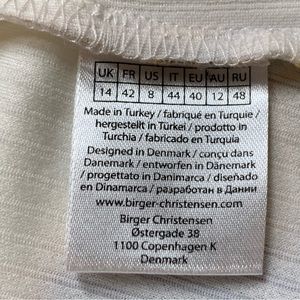 UK FR US IT EU AU RU
14 42 8 44 40 12 48
Made in Turkey / fabriqué en Turquie /
hergestellt in Türkei / prodotto in
Turchia / fabricado en Turquia
Designed in Denmark / conçu dans
Danemark / entworfen in Dänemark
/ progettato in Danimarca / diseñado
en Dinamarca / разработан в Дании
www.birger-christensen.com
Birger Christensen
Østergade 38
1100 Copenhagen K
Denmark